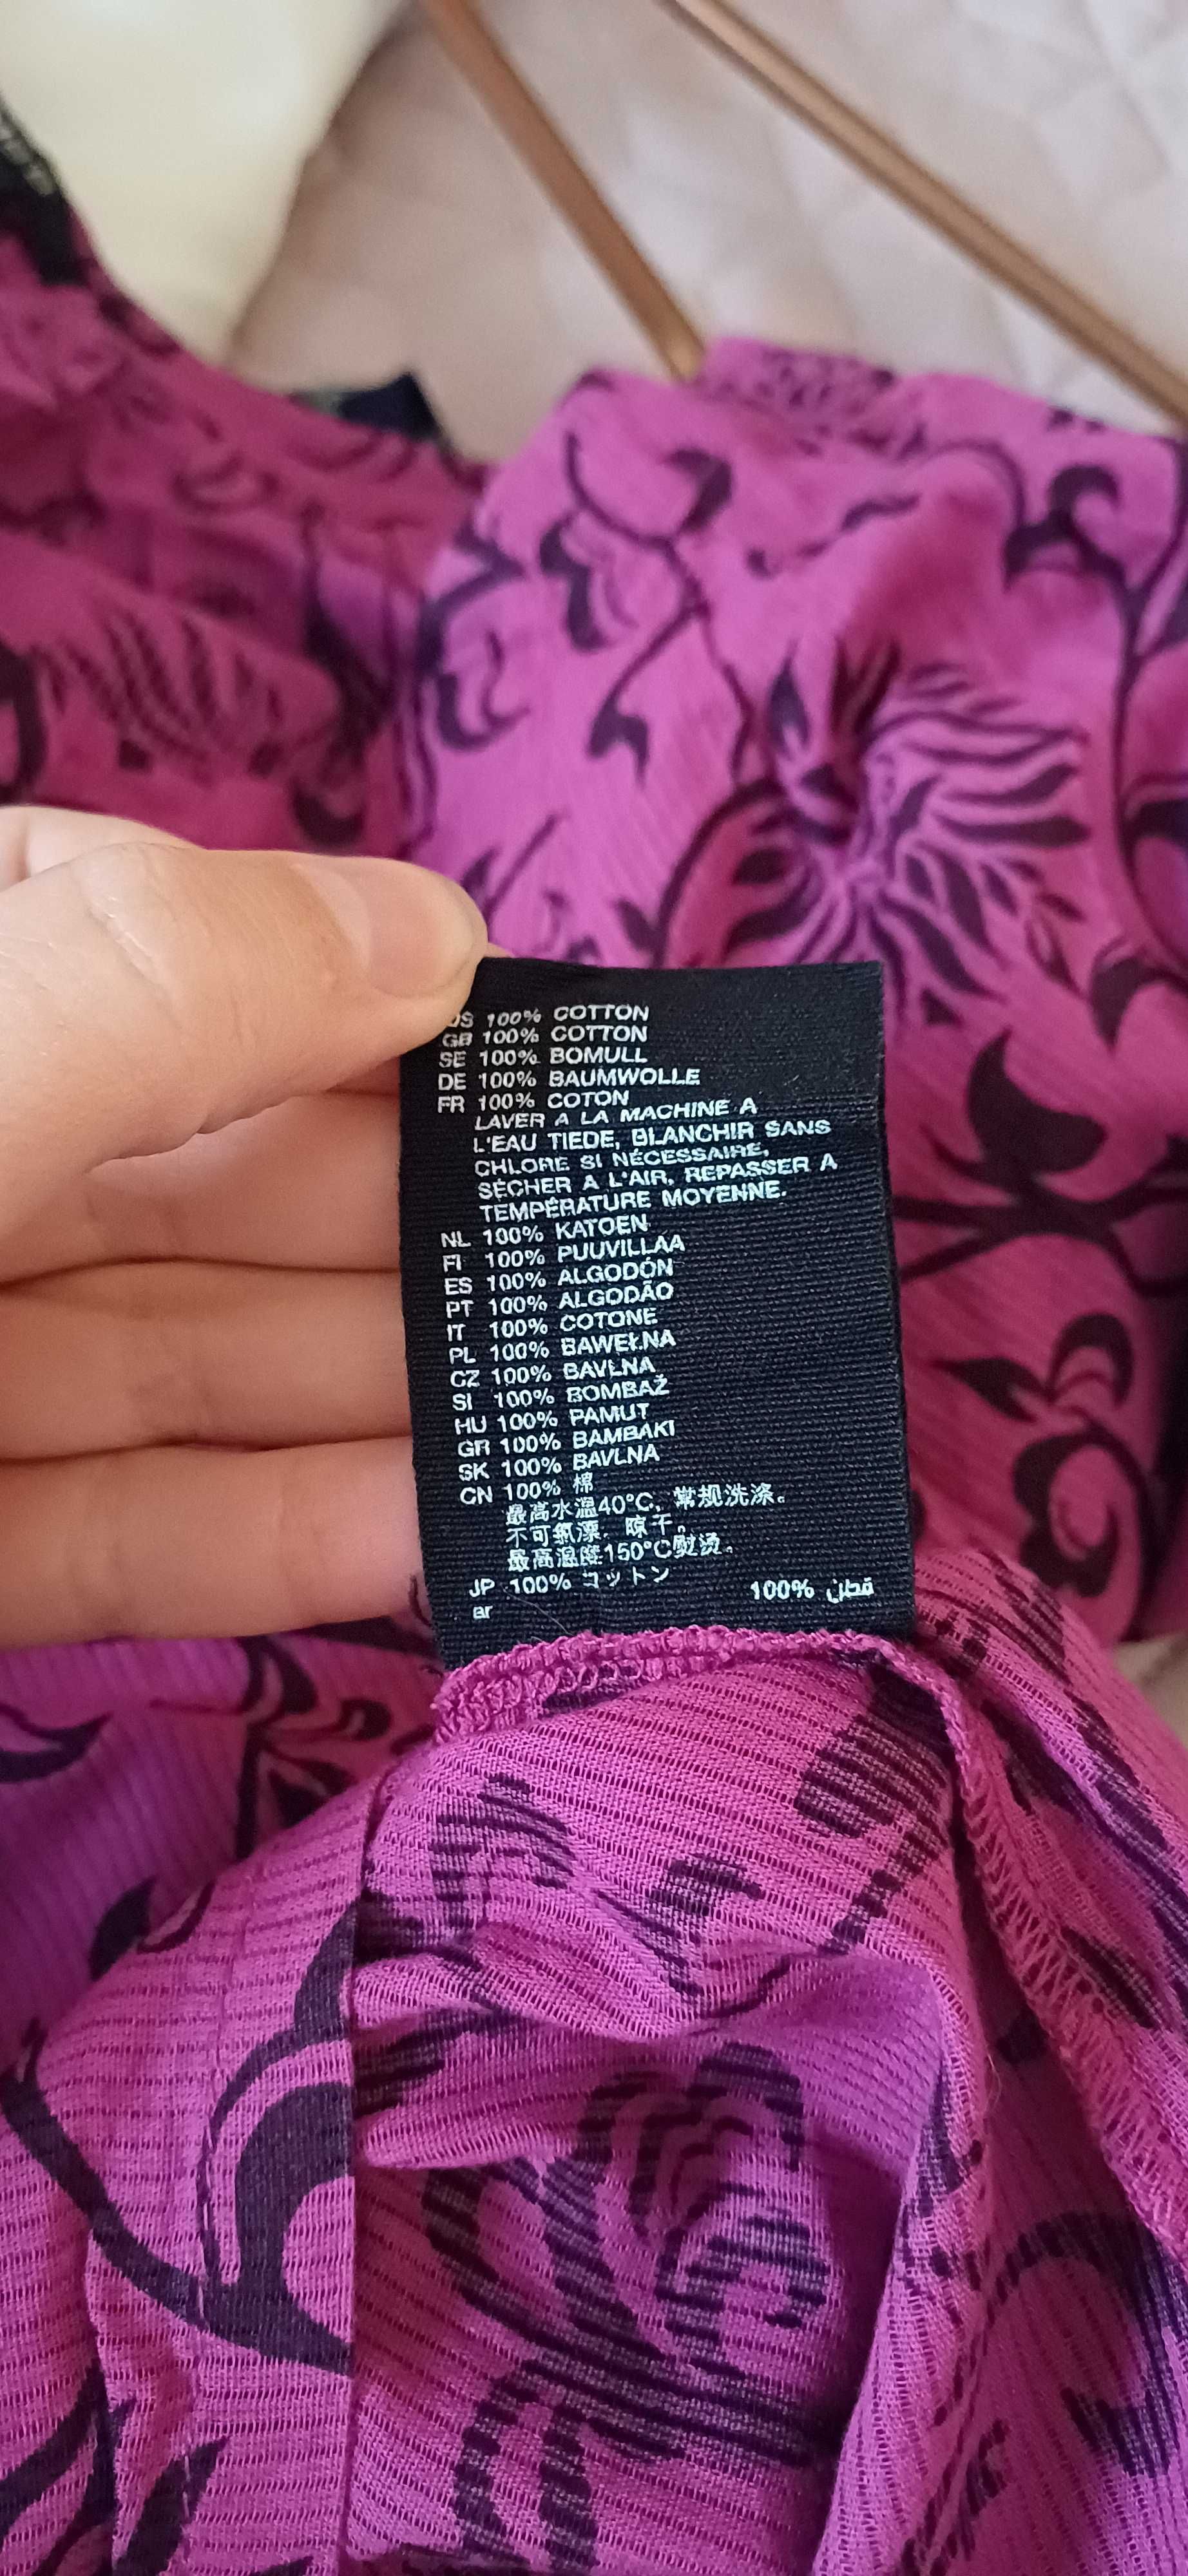 US 100% COTTON
GB 100% COTTON
SE 100% BOMULL
DE 100% BAUMWOLLE
FR 100% COTON
LAVER A LA MACHINE A
L'EAU TIEDE, BLANCHIR SANS
CHLORE SI NÉCESSAIRE,
SÉCHER A L'AIR, REPASSER A
TEMPÉRATURE MOYENNE.
NL 100% KATOEN
FI 100% PUUVILLAA
ES 100% ALGODÓN
PT 100% ALGODÃO
IT 100% COTONE
PL 100% BAWEŁNA
CZ 100% BAVLNA
SI 100% BOMBAŽ
HU 100% PAMUT
GR 100% BAMBAKI
SK 100% BAVLNA
CN 100% 棉
最高水温40°C, 常规洗涤。
不可氯漂. 晾干。
最高温度150°C熨烫。
JP 100% コットン
ar 100% قطن